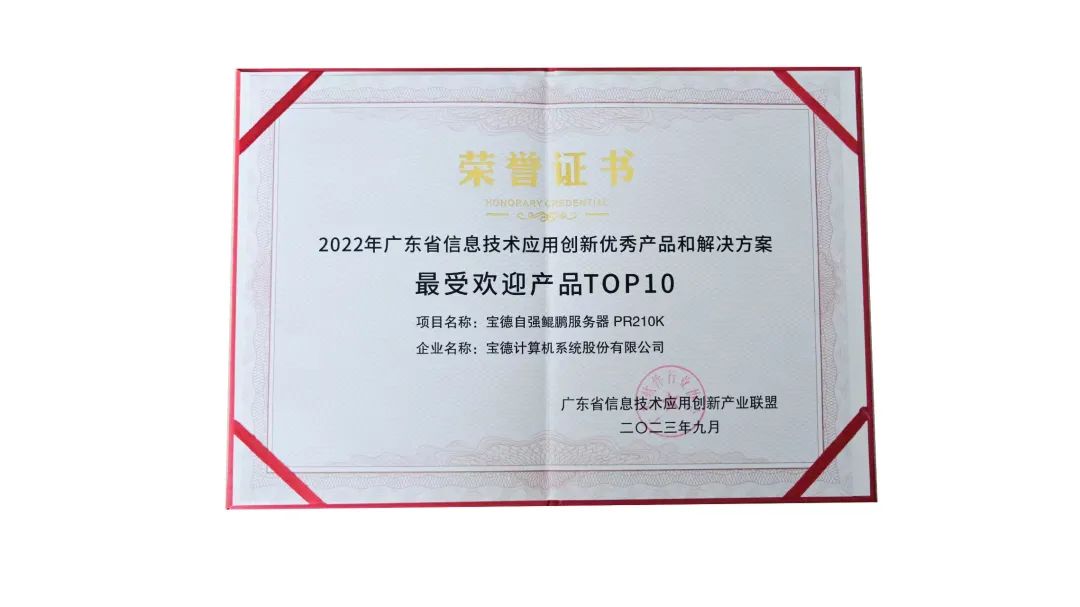 荣誉证书
HONORARY CREDENTIAL
2022年广东省信息技术应用创新优秀产品和解决方案
最受欢迎产品TOP10
项目名称：宝德自强鲲鹏服务器 PR210K
企业名称：宝德计算机系统股份有限公司
广东省信息技术应用创新产业联盟
二〇二三年九月